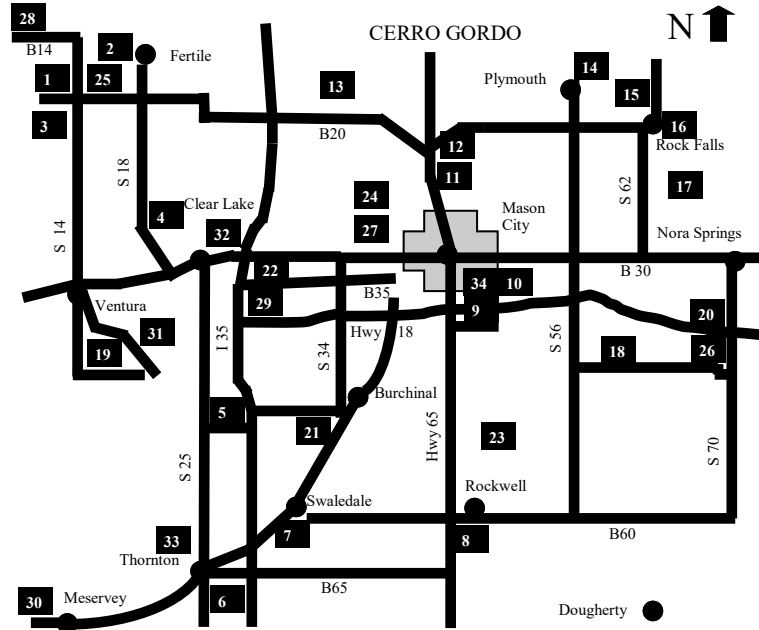 28
2
CERRO GORDO
N
B14
Fertile
14
Plymouth
1
25
13
15
3
B20
12
16
Rock Falls
S 18
11
S 62
17
24
Clear Lake
4
Mason
City
S 14
32
27
Nora Springs
22
34
10
B 30
B35
Ventura
29
9
20
31
I 35
Hwy 18
S 56
19
S 34
18
26
Burchinal
5
21
Hwy 65
23
S 70
S 25
Rockwell
Swaledale
33
7
8
B60
Thornton
B65
30
Meservey
6
Dougherty